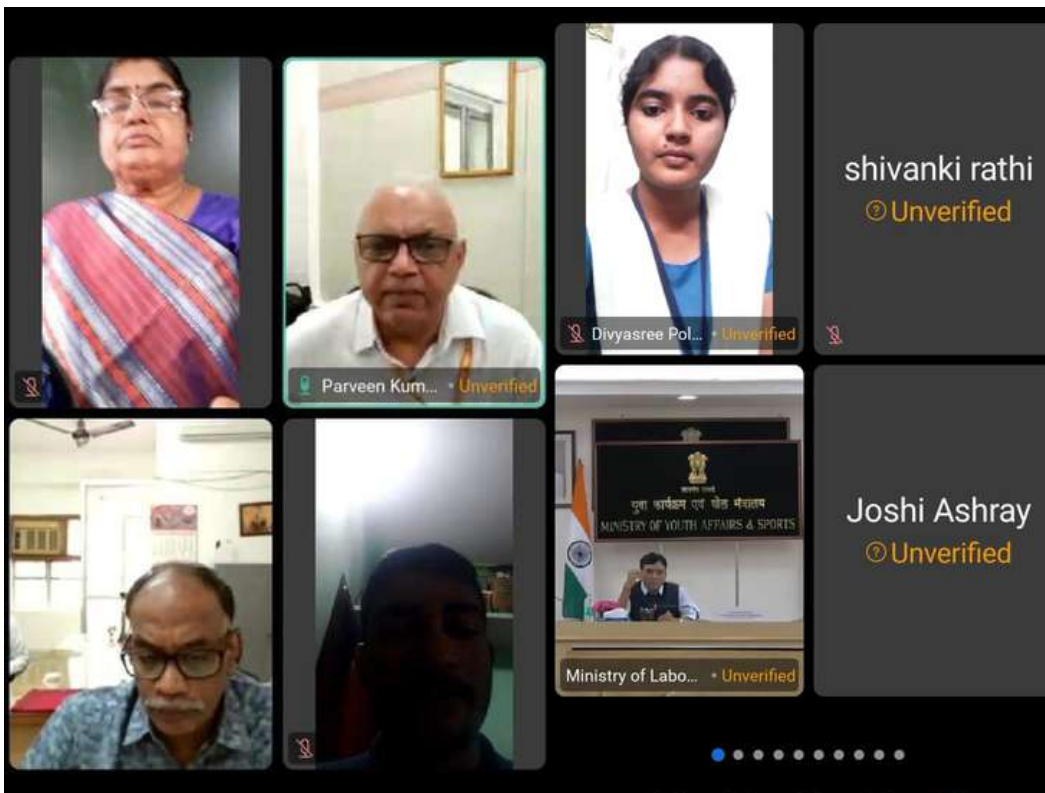 Parveen Kum...
• Unverified
Divyasree Pol...
• Unverified
shivanki rathi
Unverified
युवा कार्यक्रम एवं खेल मंत्रालय
MINISTRY OF YOUTH AFFAIRS & SPORTS
Ministry of Labo...
• Unverified
Joshi Ashray
Unverified